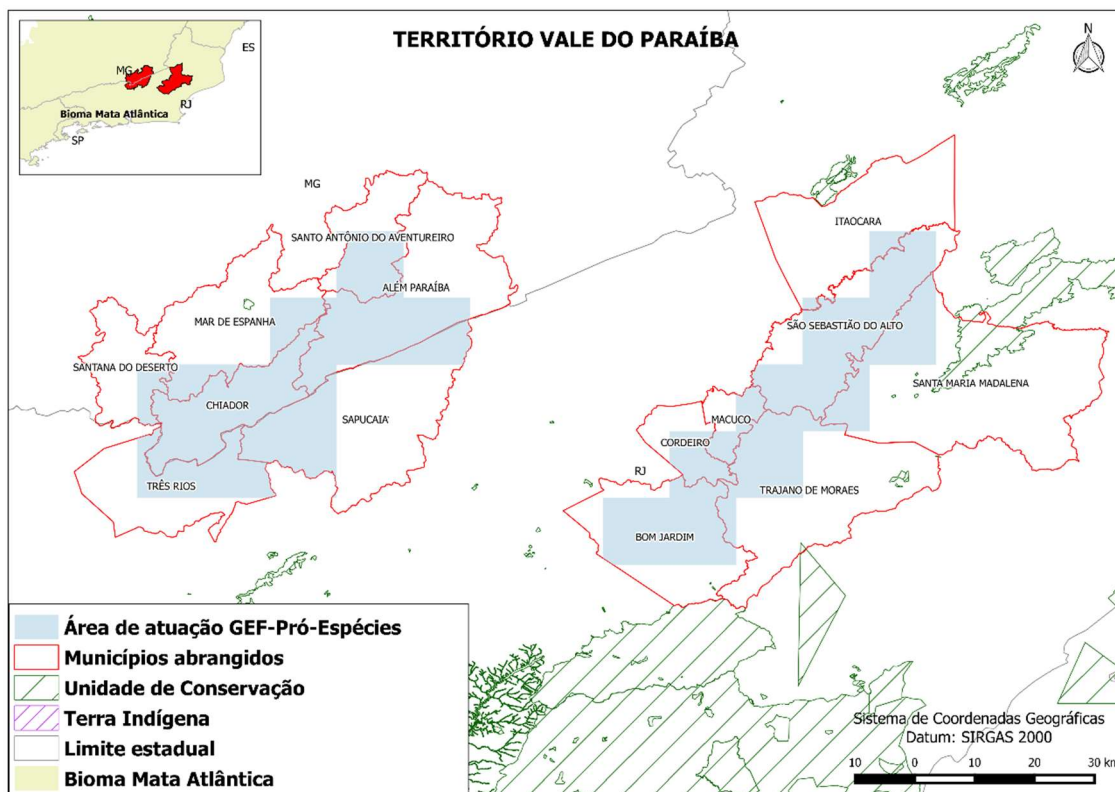 TERRITÓRIO VALE DO PARAÍBA
N
ES
MG
RJ
Bioma Mata Atlântica
SP
MG
ITAOCARA
SANTO ANTÔNIO DO AVENTUREIRO
ALÉM PARAÍBA
MAR DE ESPANHA
SÃO SEBASTIÃO DO ALTO
SANTANA DO DESERTO
SANTA MARIA MADALENA
CHIADOR
SAPUCAIA
MACUCO
CORDEIRO
RJ
TRÊS RIOS
TRAJANO DE MORAES
BOM JARDIM
Área de atuação GEF-Pró-Espécies
Municípios abrangidos
Unidade de Conservação
Terra Indígena
Limite estadual
Bioma Mata Atlântica
Sistema de Coordenadas Geográficas
Datum: SIRGAS 2000
10 0 10 20 30 km